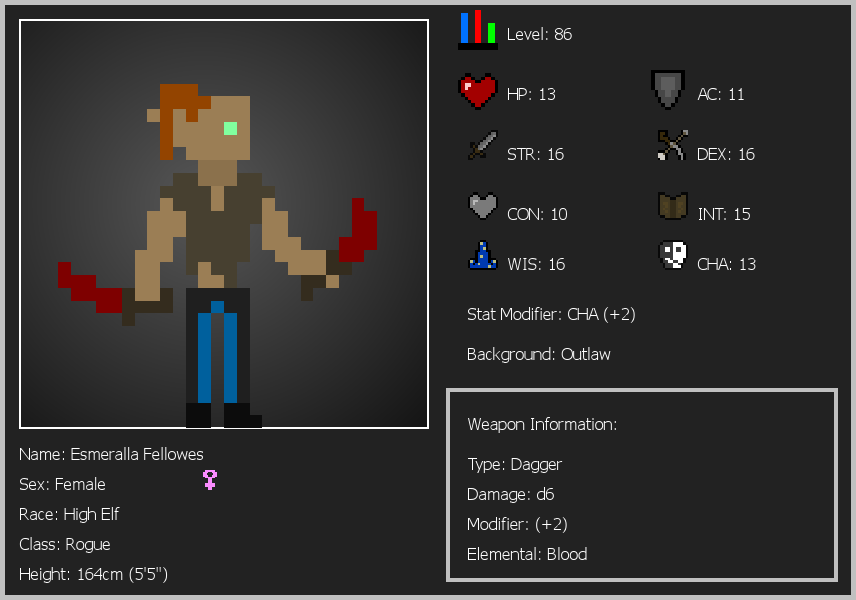 Level: 86
HP: 13
AC: 11
STR: 16
DEX: 16
CON: 10
INT: 15
WIS: 16
CHA: 13
Stat Modifier: CHA (+2)
Background: Outlaw
Weapon Information:
Type: Dagger
Damage: d6
Modifier: (+2)
Elemental: Blood
Name: Esmeralla Fellowes
Sex: Female
Race: High Elf
Class: Rogue
Height: 164cm (5'5")